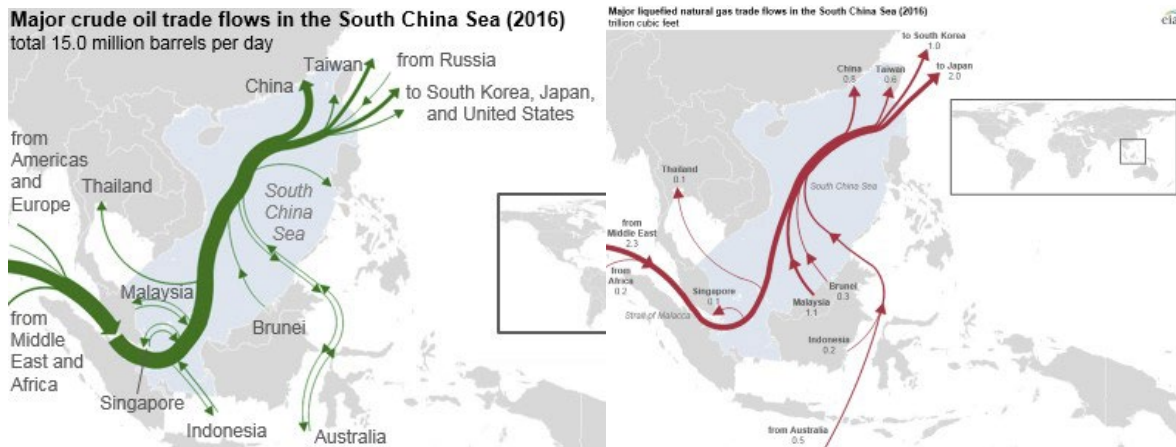 Major crude oil trade flows in the South China Sea (2016)
total 15.0 million barrels per day
Taiwan
China
from Russia
to South Korea, Japan,
and United States
from
Americas
and
Europe
Thailand
South
China
Sea
Malaysia
from
Middle
East and
Africa
Brunei
Singapore
Indonesia
Australia
Major liquefied natural gas trade flows in the South China Sea (2016)
trillion cubic feet
eia
to South Korea
1.0
China
0.8
Taiwan
0.6
to Japan
2.0
Thailand
0.1
South China Sea
from
Middle East
2.3
from
Africa
0.2
Singapore
0.1
Strait of Malacca
Malaysia
1.1
Brunei
0.3
Indonesia
0.2
from Australia
0.5